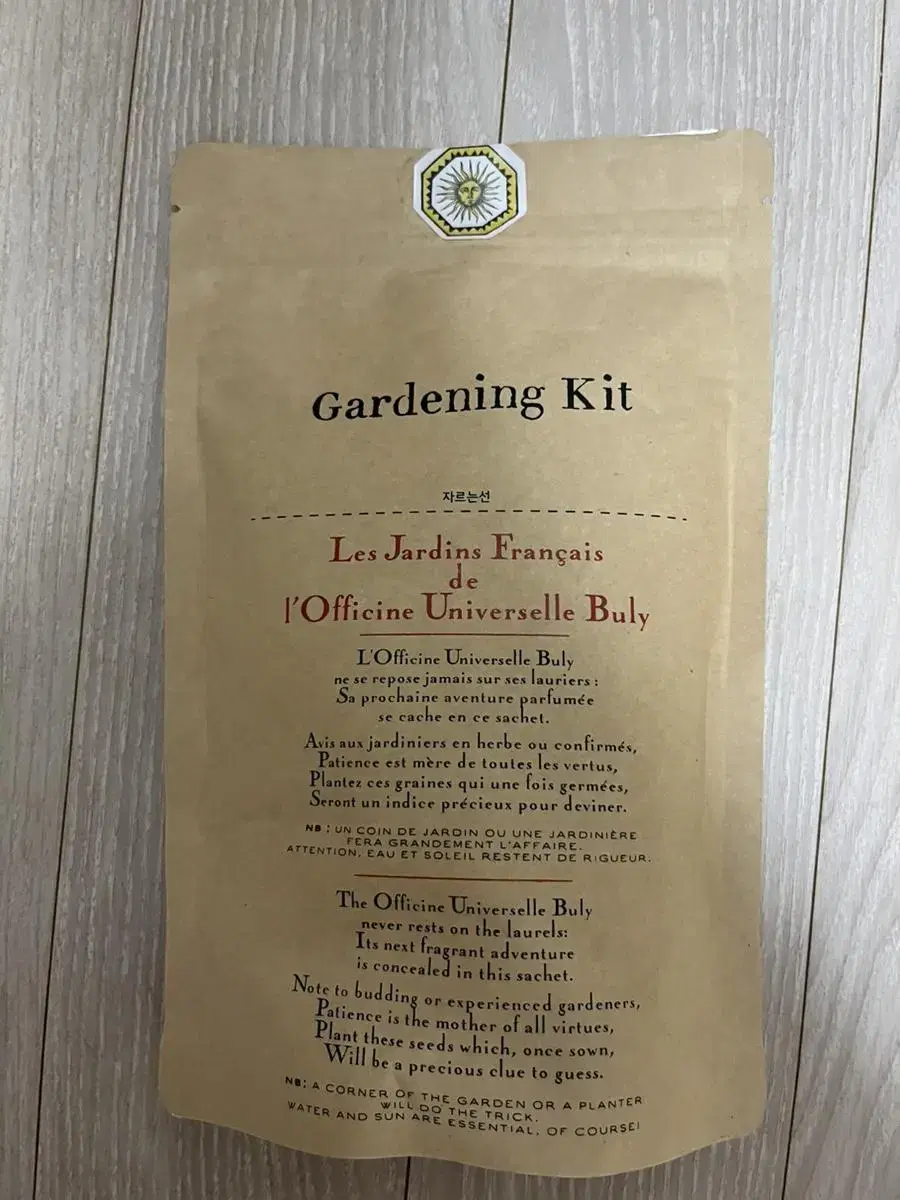 Gardening Kit
자르는선
Les Jardins Français
de
l'Officine Universelle Buly
L'Officine Universelle Buly
ne se repose jamais sur ses lauriers :
Sa prochaine aventure parfumée
se cache en ce sachet.
Avis aux jardiniers en herbe ou confirmés,
Patience est mère de toutes les vertus,
Plantez ces graines qui une fois germées,
Seront un indice précieux pour deviner.
NB : UN COIN DE JARDIN OU UNE JARDINIÈRE
FERA GRANDEMENT L'AFFAIRE.
ATTENTION, EAU ET SOLEIL RESTENT DE RIGUEUR.
The Officine Universelle Buly
never rests on the laurels:
Its next fragrant adventure
is concealed in this sachet.
Note to budding or experienced gardeners,
Patience is the mother of all virtues,
Plant these seeds which, once sown,
Will be a precious clue to guess.
NB: A CORNER OF THE GARDEN OR A PLANTER
WILL DO THE TRICK.
WATER AND SUN ARE ESSENTIAL, OF COURSE!